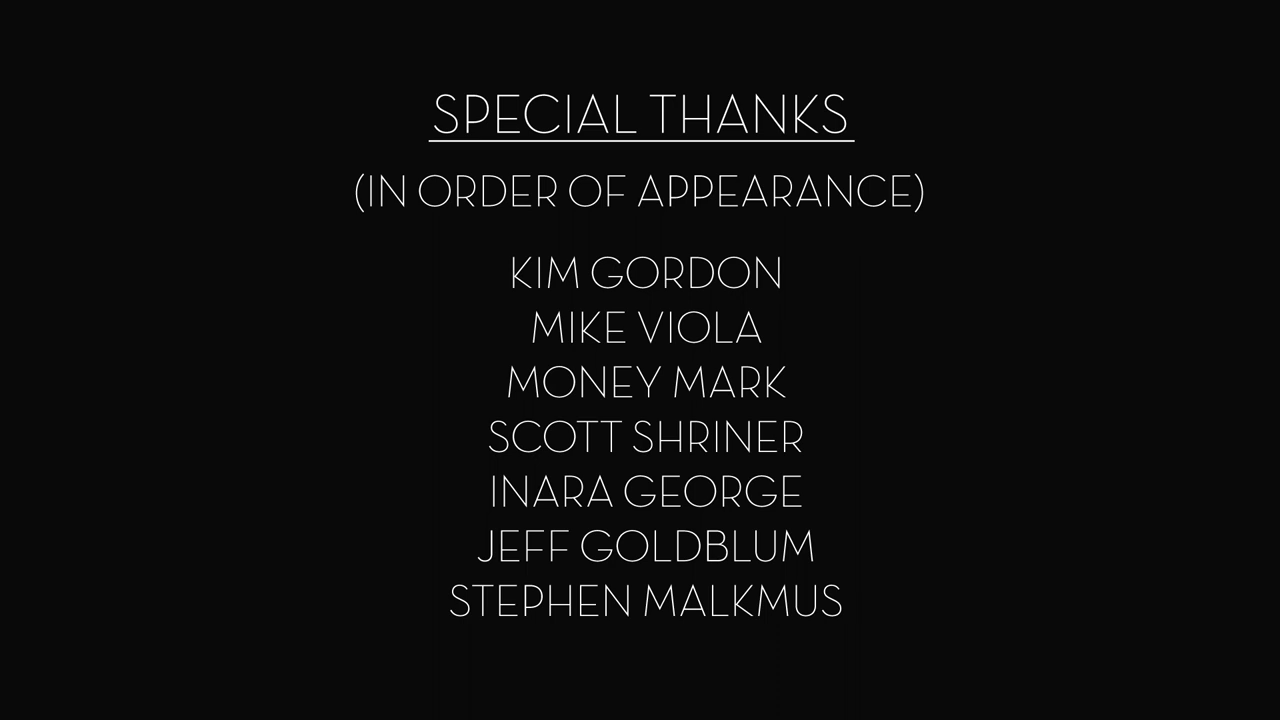 SPECIAL THANKS
(IN ORDER OF APPEARANCE)
KIM GORDON
MIKE VIOLA
MONEY MARK
SCOTT SHRINER
INARA GEORGE
JEFF GOLDBLUM
STEPHEN MALKMUS